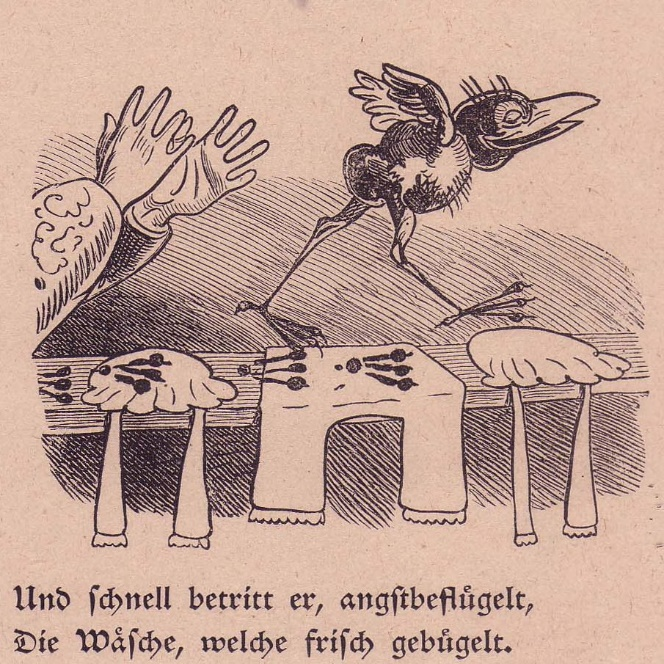 Und schnell betritt er, angstbeflügelt,
Die Wäsche, welche frisch gebügelt.